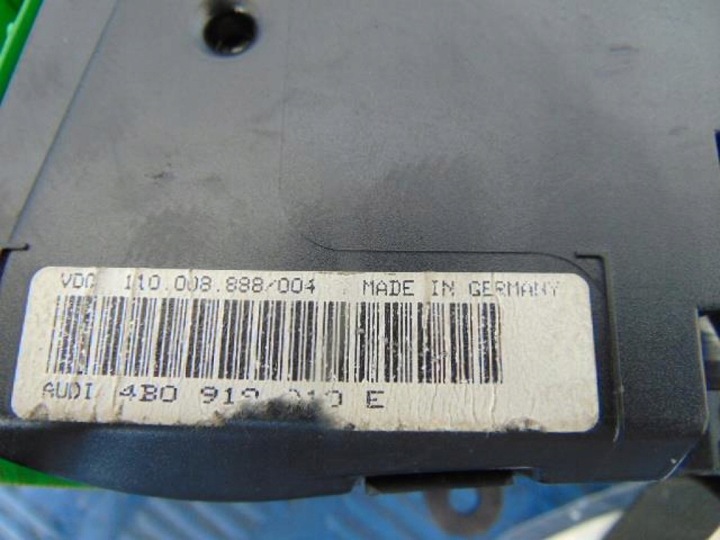 VDO 110.008.888/004 MADE IN GERMANY
AUDI 4B0 919 E